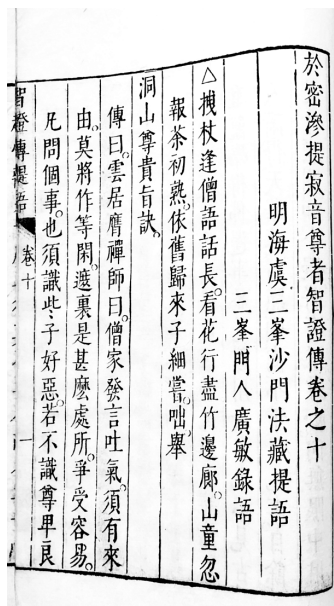 於密滲提寂音尊者智證傳卷之十
明海虞三峯沙門法藏提語
三峯門人廣敏錄語
△拽杖逢僧語話長。看花行盡竹邊廊。山童忽
報茶初熟。依舊歸來子細嘗。咄。舉
洞山尊貴旨訣。
傳曰。雲居膺禪師曰。僧家發言吐氣。須有來
由。莫將作等閑。遮裏是甚麽處所。爭受容易。
凡問個事。也須識些子好惡。若不識尊卑良
智證傳提語 卷十 一